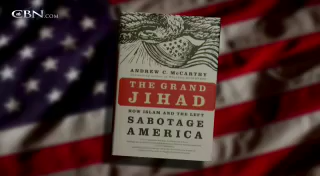 CBN.COM
ANDREW C. MCCARTHY
THE GRAND
JIHAD
HOW ISLAM AND THE LEFT
SABOTAGE
AMERICA